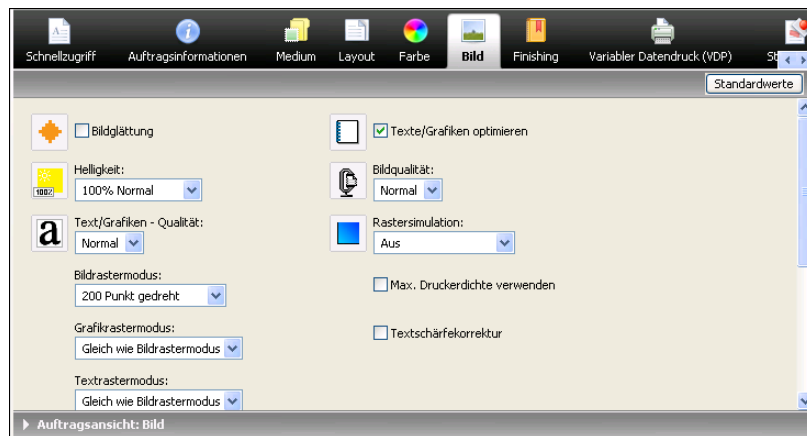 Schnellzugriff Auftragsinformationen Medium Layout Farbe Bild Finishing Variabler Datendruck (VDP)
Standardwerte
Bildglättung Texte/Grafiken optimieren
Helligkeit: Bildqualität:
100% 100% Normal Normal
Text/Grafiken - Qualität: Rastersimulation:
a Normal Aus
Bildrastermodus:
200 Punkt gedreht Max. Druckerdichte verwenden
Grafikrastermodus:
Gleich wie Bildrastermodus Textschärfekorrektur
Textrastermodus:
Gleich wie Bildrastermodus
Auftragsansicht: Bild